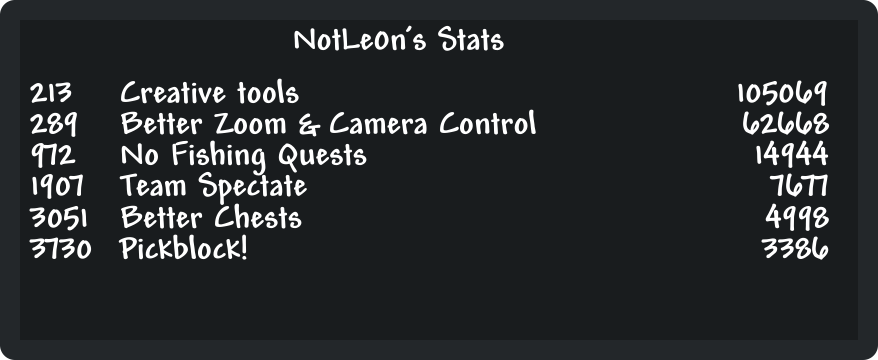 NotLe0n's Stats
213 Creative tools 105069
289 Better Zoom & Camera Control 62668
972 No Fishing Quests 14944
1907 Team Spectate 7677
3051 Better Chests 4998
3730 Pickblock! 3386